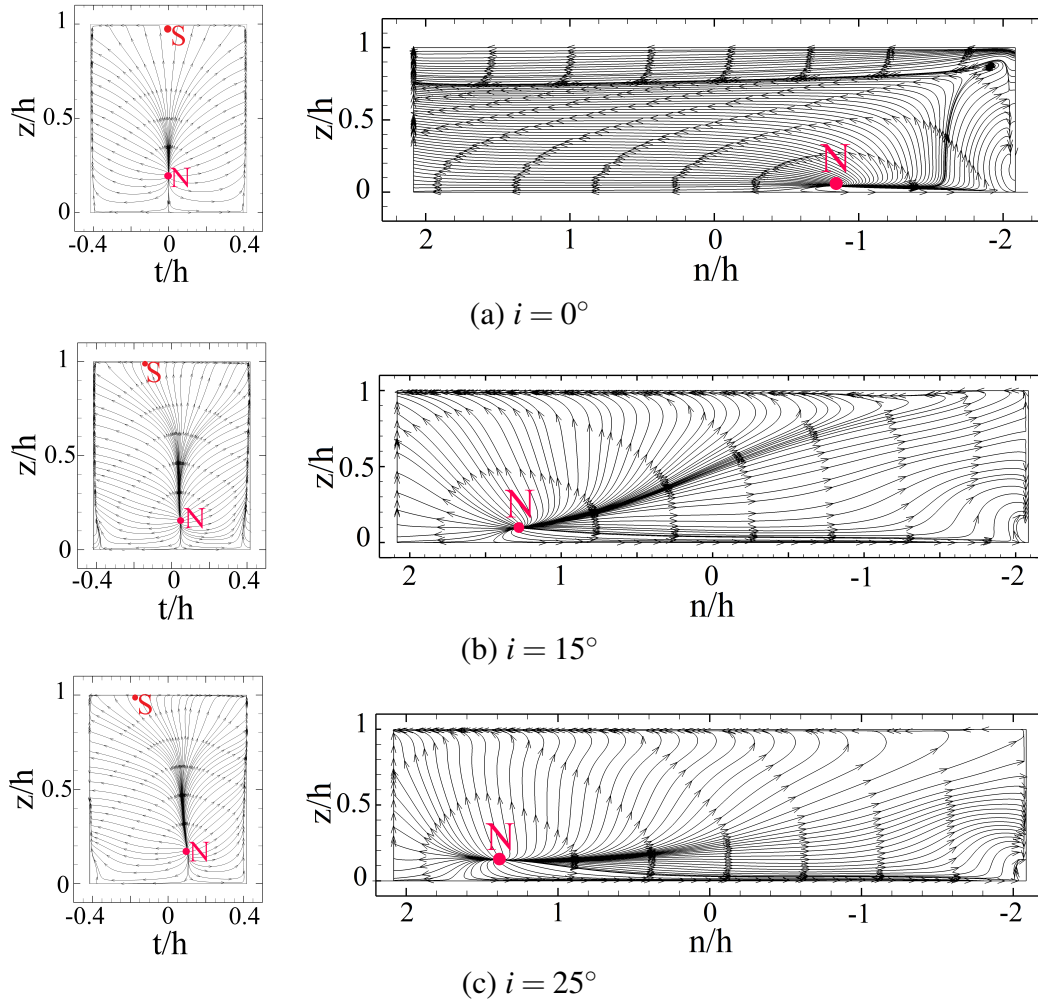 z/h
1
0.5
0
S
N
-0.4 0 0.4
t/h
z/h
1
0.5
0
N
2 1 0 -1 -2
n/h
(a) i = 0°
z/h
1
0.5
0
S
N
-0.4 0 0.4
t/h
z/h
1
0.5
0
N
2 1 0 -1 -2
n/h
(b) i = 15°
z/h
1
0.5
0
S
N
-0.4 0 0.4
t/h
z/h
1
0.5
0
N
2 1 0 -1 -2
n/h
(c) i = 25°